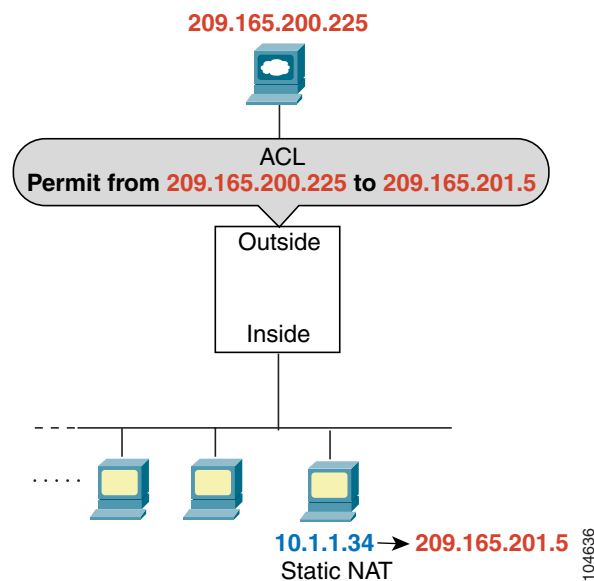 209.165.200.225
ACL
Permit from 209.165.200.225 to 209.165.201.5
Outside
Inside
10.1.1.34 209.165.201.5
Static NAT
104636